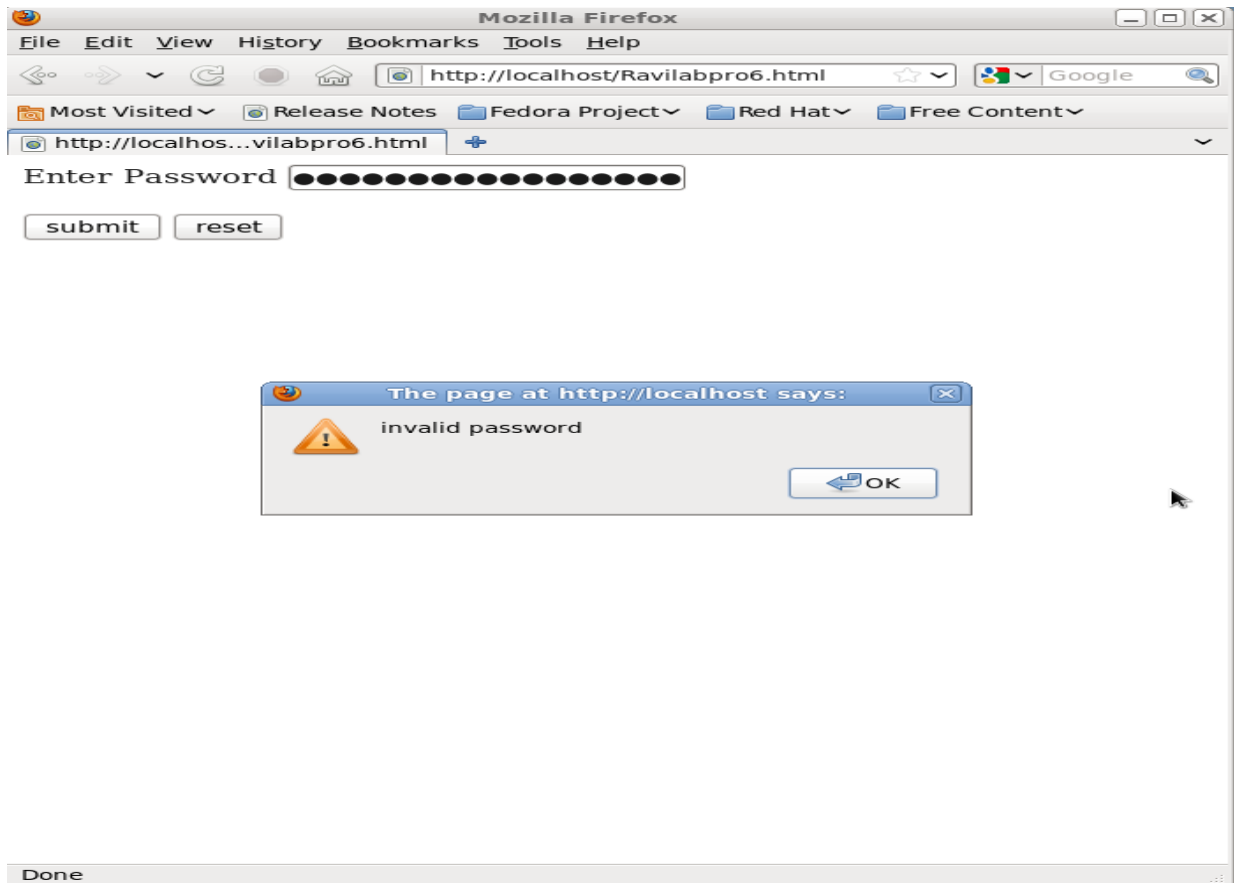 Mozilla Firefox
File Edit View History Bookmarks Tools Help
http://localhost/Ravilabpro6.html Google
Most Visited Release Notes Fedora Project Red Hat Free Content
http://localhos...vilabpro6.html
Enter Password
submit reset
The page at http://localhost says:
invalid password
OK
Done